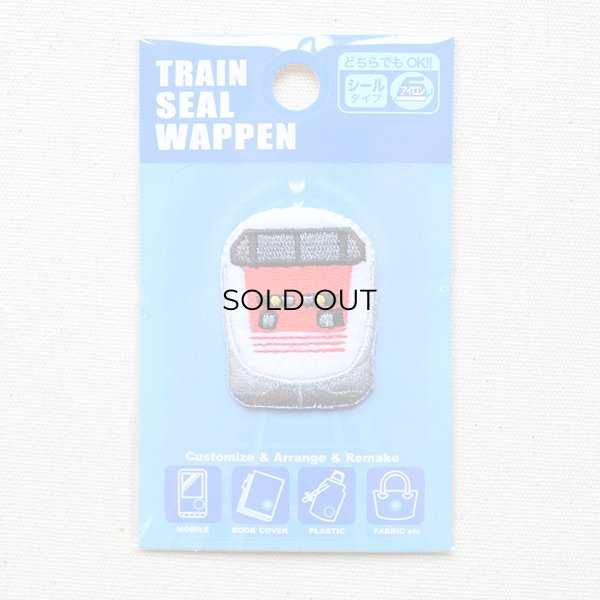 TRAIN
SEAL
WAPPEN
どちらでもOK!!
シール
タイプ
アイロン
SOLD OUT
Customize & Arrange & Remake
MOBILE
BOOK COVER
PLASTIC
FABRIC etc